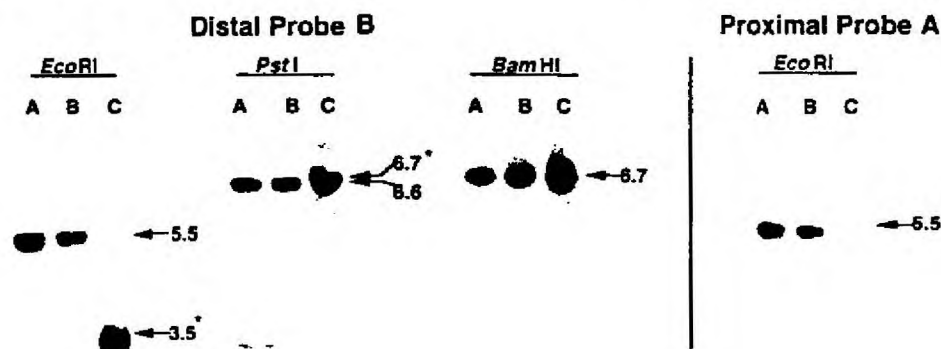 Distal Probe B
Proximal Probe A
EcoRI
PstI
BamHI
EcoRI
A B C
A B C
A B C
A B C
6.7*
6.6
6.7
5.5
5.5
3.5*